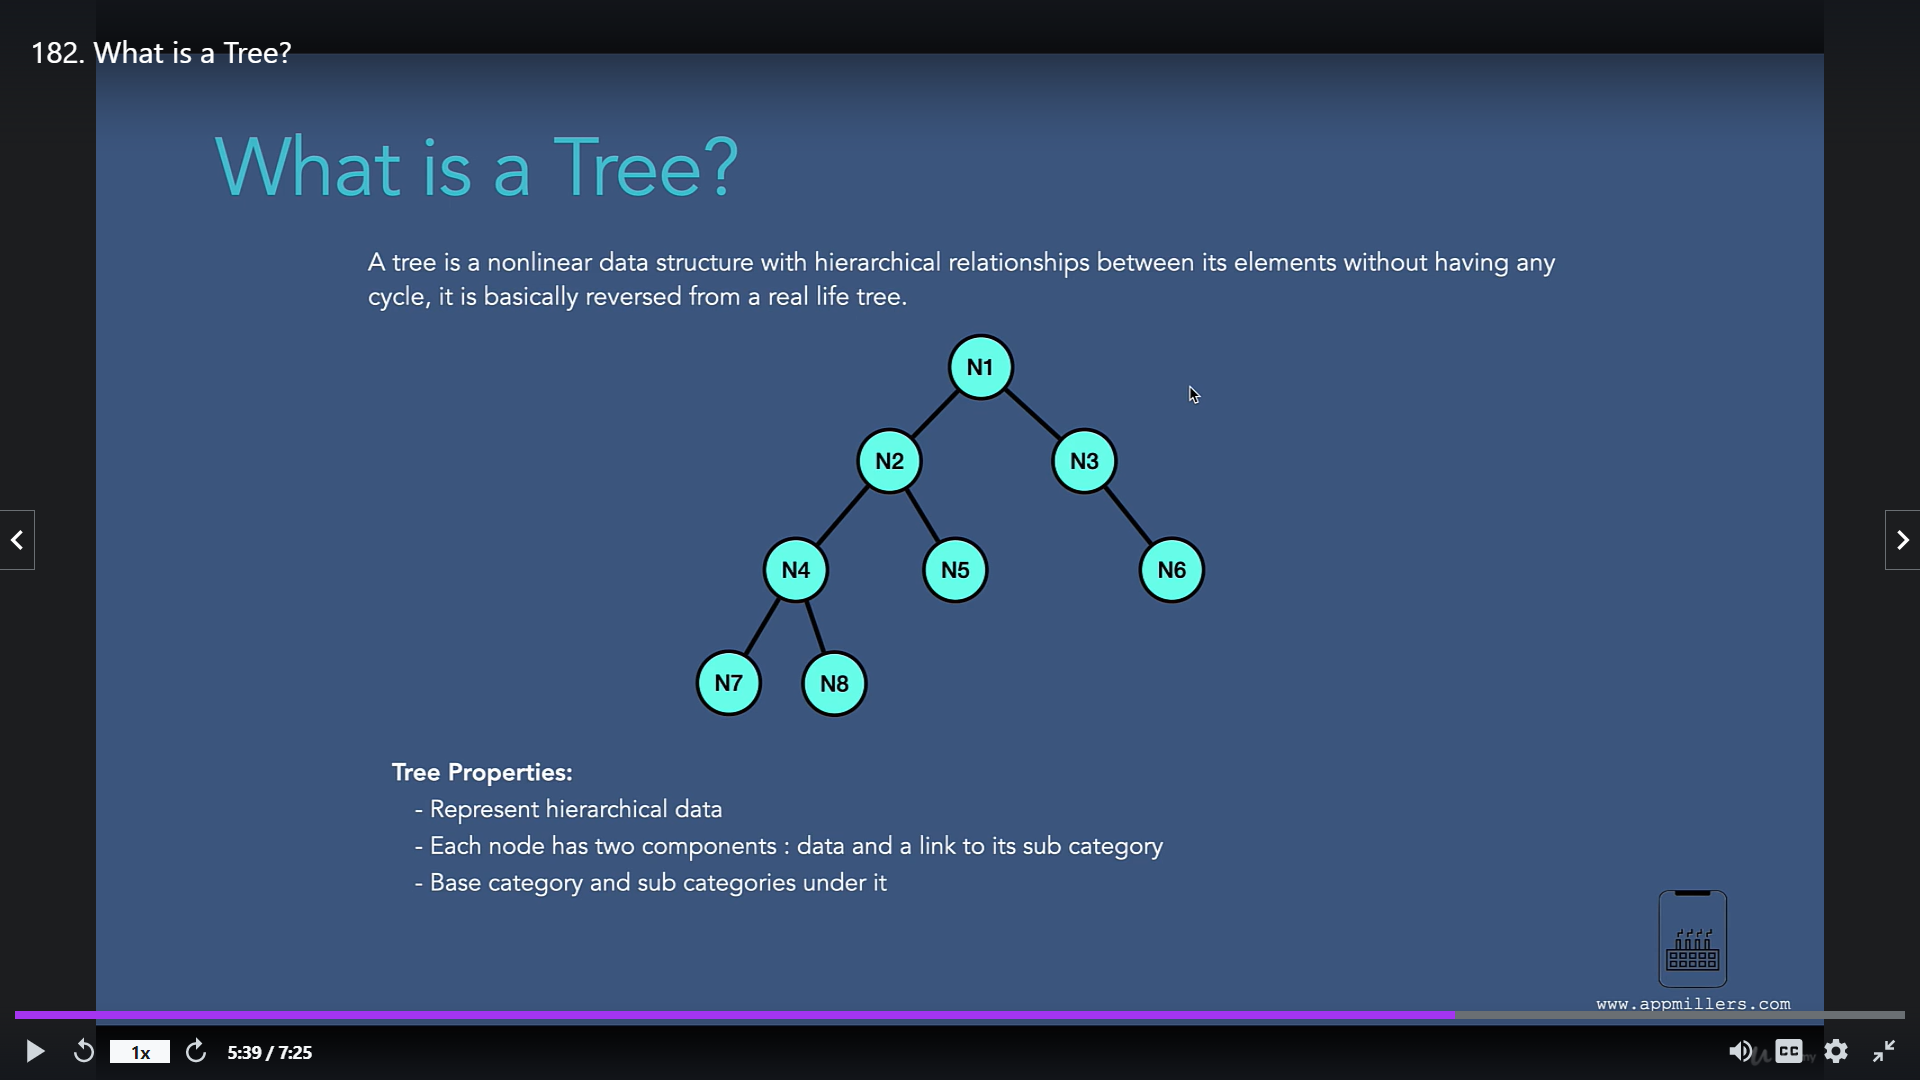 182. What is a Tree?
What is a Tree?
A tree is a nonlinear data structure with hierarchical relationships between its elements without having any
cycle, it is basically reversed from a real life tree.
N1
N2
N3
N4
N5
N6
N7
N8
Tree Properties:
- Represent hierarchical data
- Each node has two components : data and a link to its sub category
- Base category and sub categories under it
www.appmillers.com
1x
5:39 / 7:25
CC